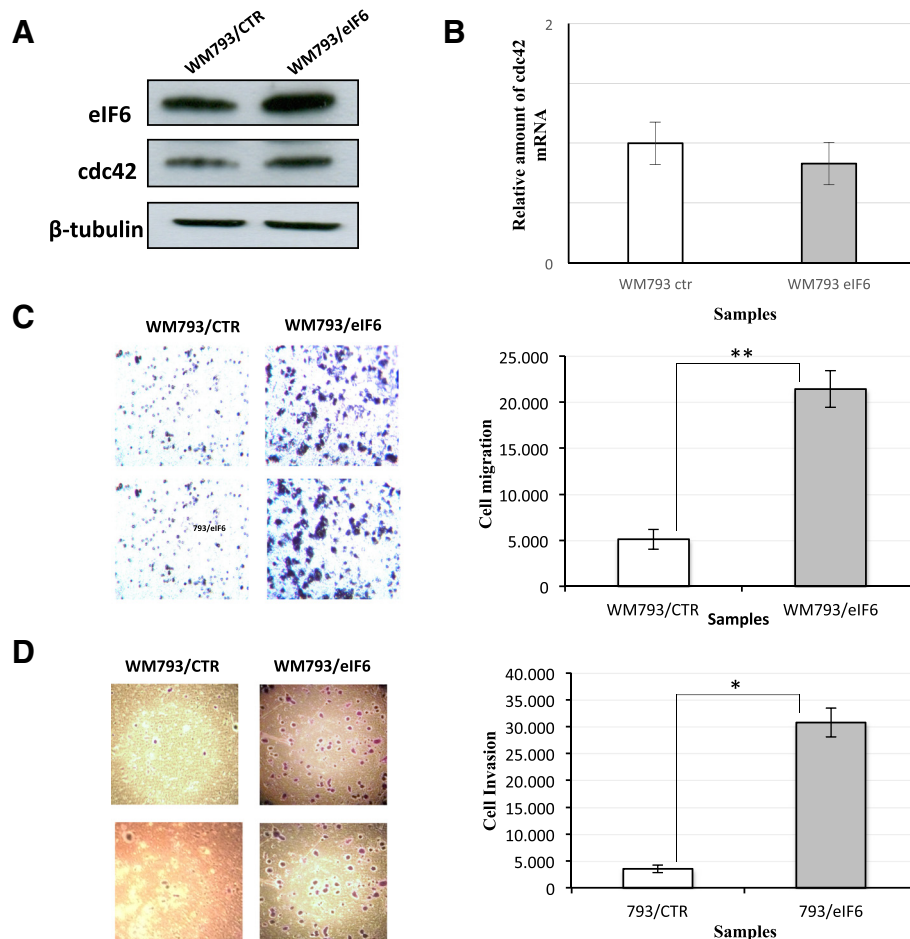 A
WM793/CTR
WM793/eIF6
eIF6
cdc42
β-tubulin
B
Relative amount of cdc42
mRNA
2
0
WM793 ctr
WM793 eIF6
Samples
C
WM793/CTR
WM793/eIF6
793/eIF6
Cell migration
25.000
20.000
15.000
10.000
5.000
0
**
WM793/CTR
WM793/eIF6
Samples
D
WM793/CTR
WM793/eIF6
Cell Invasion
40.000
35.000
30.000
25.000
20.000
15.000
10.000
5.000
0
*
793/CTR
793/eIF6
Samples